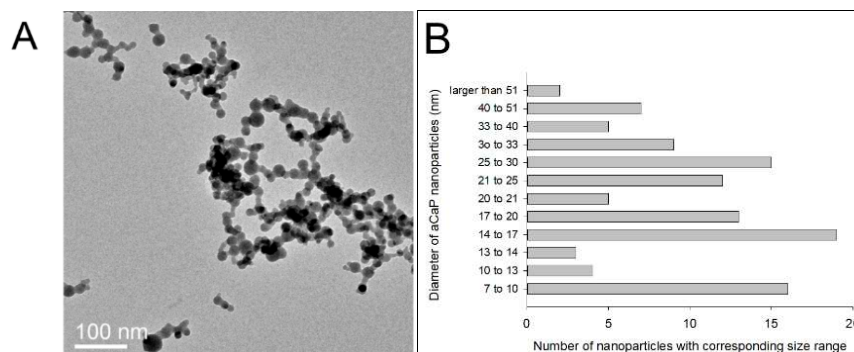 A
100 nm
B
Diameter of aCaP nanoparticles (nm)
larger than 51
40 to 51
33 to 40
3o to 33
25 to 30
21 to 25
20 to 21
17 to 20
14 to 17
13 to 14
10 to 13
7 to 10
0 5 10 15 20
Number of nanoparticles with corresponding size range